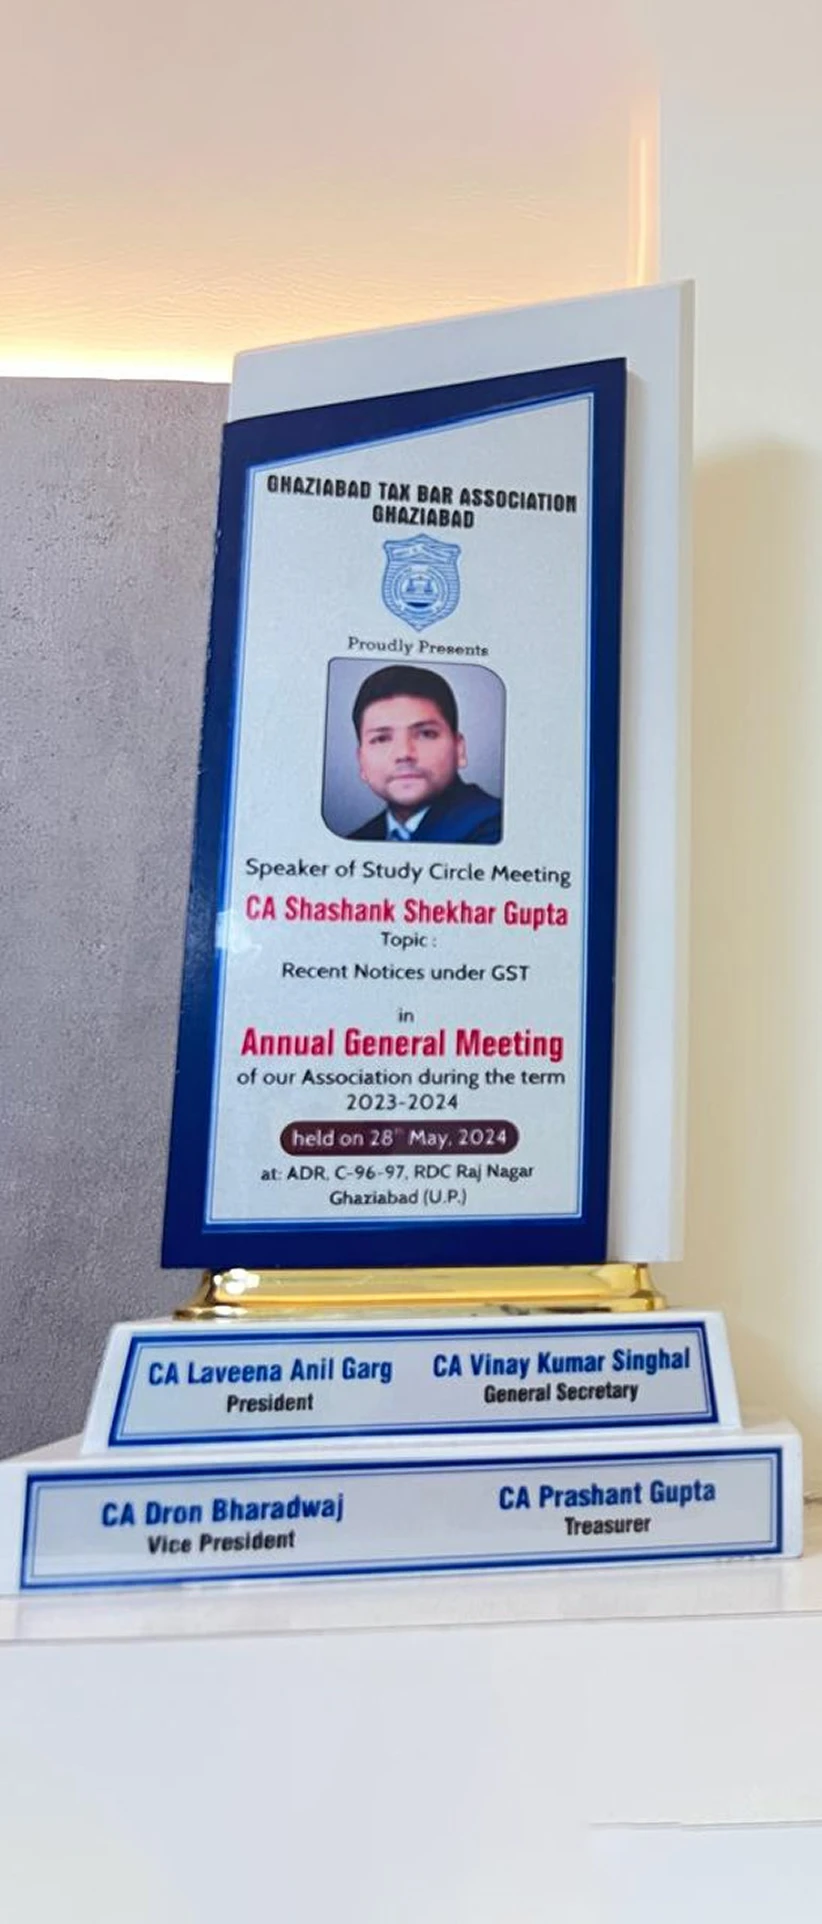 GHAZIABAD TAX BAR ASSOCIATION
GHAZIABAD
Proudly Presents
Speaker of Study Circle Meeting
CA Shashank Shekhar Gupta
Topic :
Recent Notices under GST
in
Annual General Meeting
of our Association during the term
2023-2024
held on 28th May, 2024
at: ADR, C-96-97, RDC Raj Nagar
Ghaziabad (U.P.)
CA Laveena Anil Garg CA Vinay Kumar Singhal
President General Secretary
CA Dron Bharadwaj CA Prashant Gupta
Vice President Treasurer